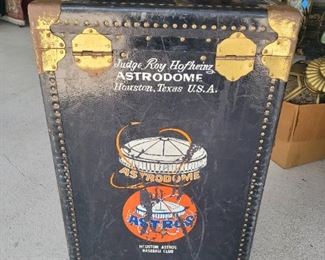 Judge Roy Hofheinz
ASTRODOME
Houston, Texas U.S.A.
ASTRODOME
ASTROS
HOUSTON ASTROS
BASEBALL CLUB